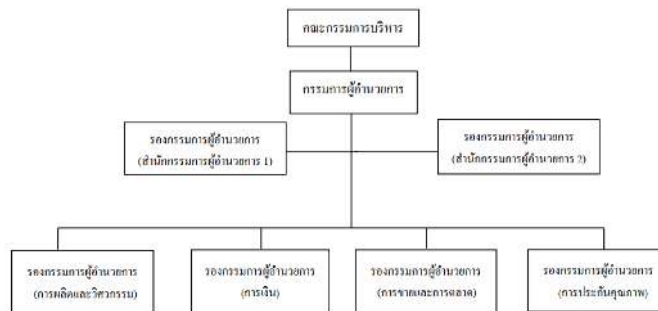 คณะกรรมการบริหาร
กรรมการผู้อำนวยการ
รองกรรมการผู้อำนวยการ
(สำนักกรรมการผู้อำนวยการ 1)
รองกรรมการผู้อำนวยการ
(สำนักกรรมการผู้อำนวยการ 2)
รองกรรมการผู้อำนวยการ
(การผลิตและวิศวกรรม)
รองกรรมการผู้อำนวยการ
(การเงิน)
รองกรรมการผู้อำนวยการ
(การขายและการตลาด)
รองกรรมการผู้อำนวยการ
(การประกันคุณภาพ)